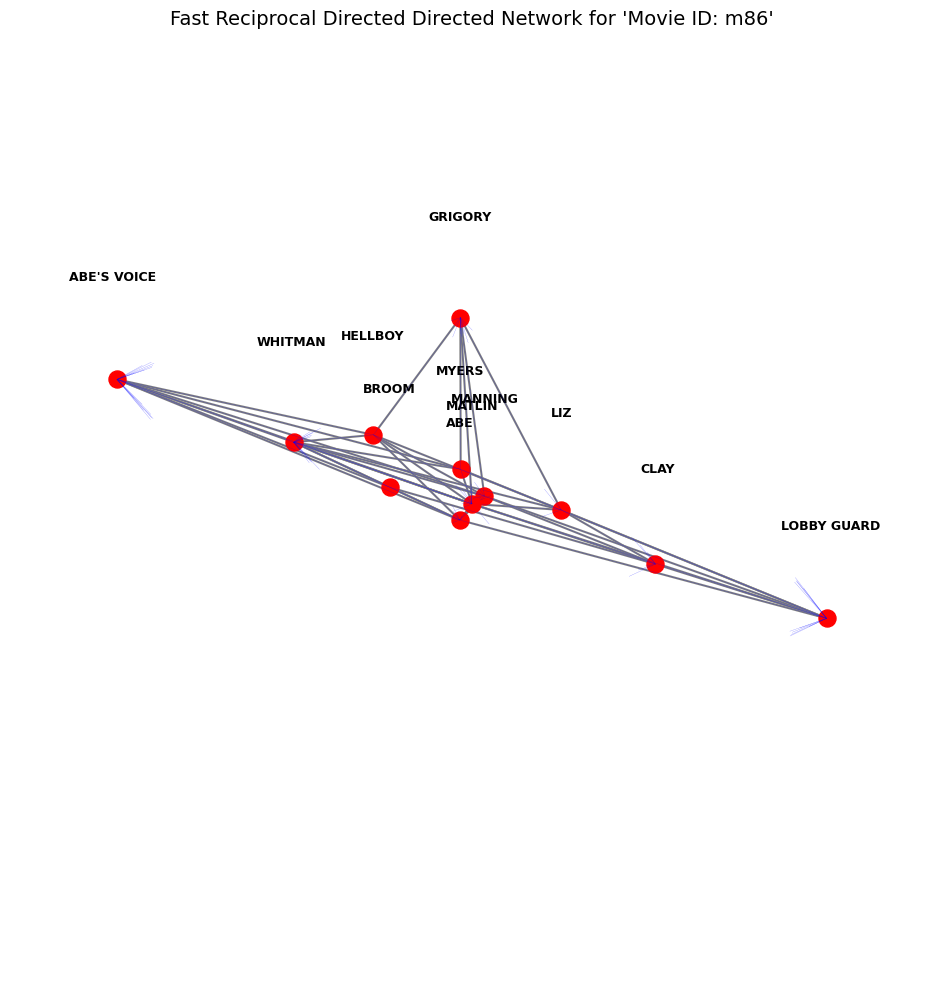 Fast Reciprocal Directed Directed Network for 'Movie ID: m86'
GRIGORY
ABE'S VOICE
WHITMAN
HELLBOY
MYERS
BROOM
MANNING
MATLIN
LIZ
ABE
CLAY
LOBBY GUARD